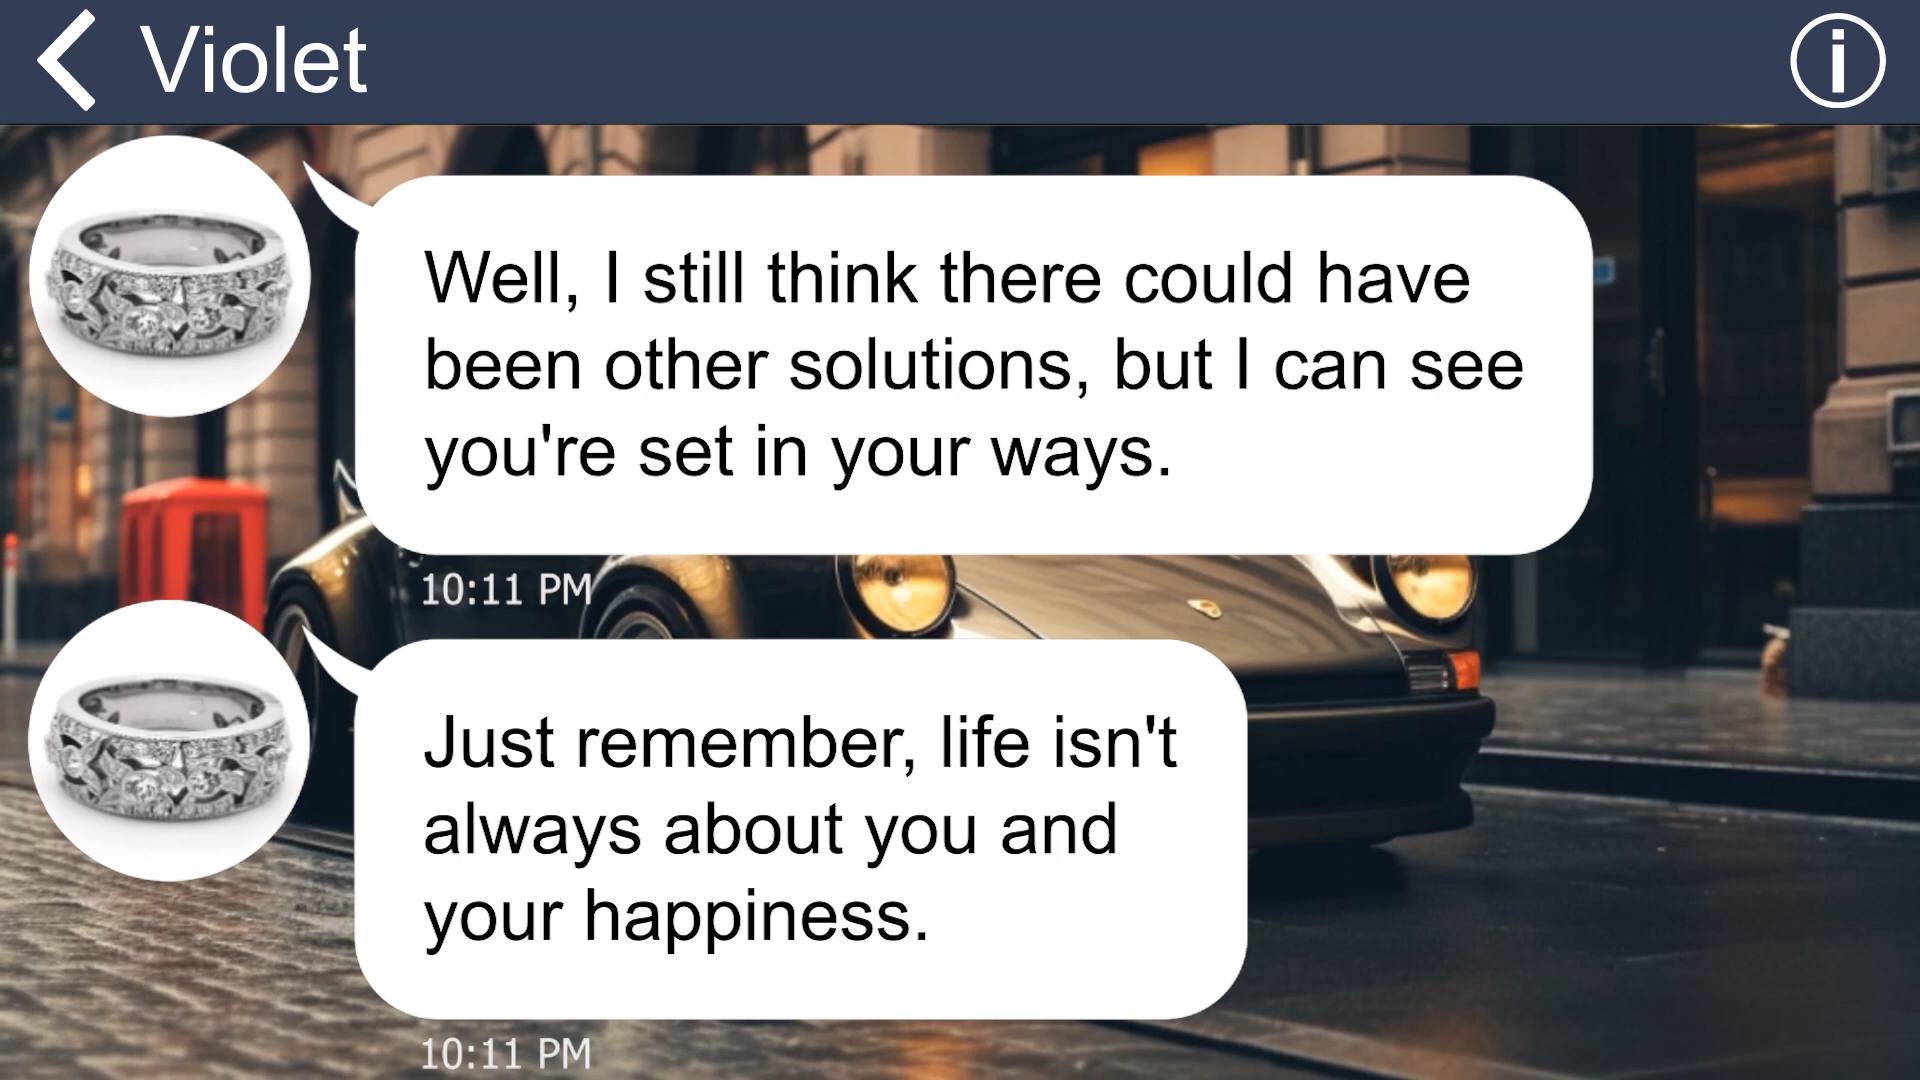 Violet
Well, I still think there could have
been other solutions, but I can see
you're set in your ways.
10:11 PM
Just remember, life isn't
always about you and
your happiness.
10:11 PM